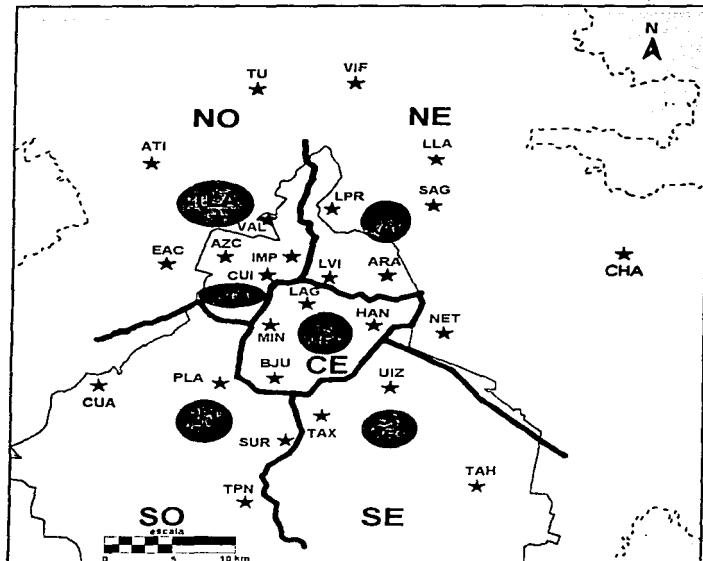 N
TU
VIF
NO
NE
ATI
LLA
LPR
SAG
VAL
EAC
AZC
IMP
CUI
LVI
ARA
CHA
LAG
HAN
NET
MIN
CE
BJU
PLA
UIZ
CUA
SUR
TAX
TPN
TAH
SO
SE
escala
0 5 10 km